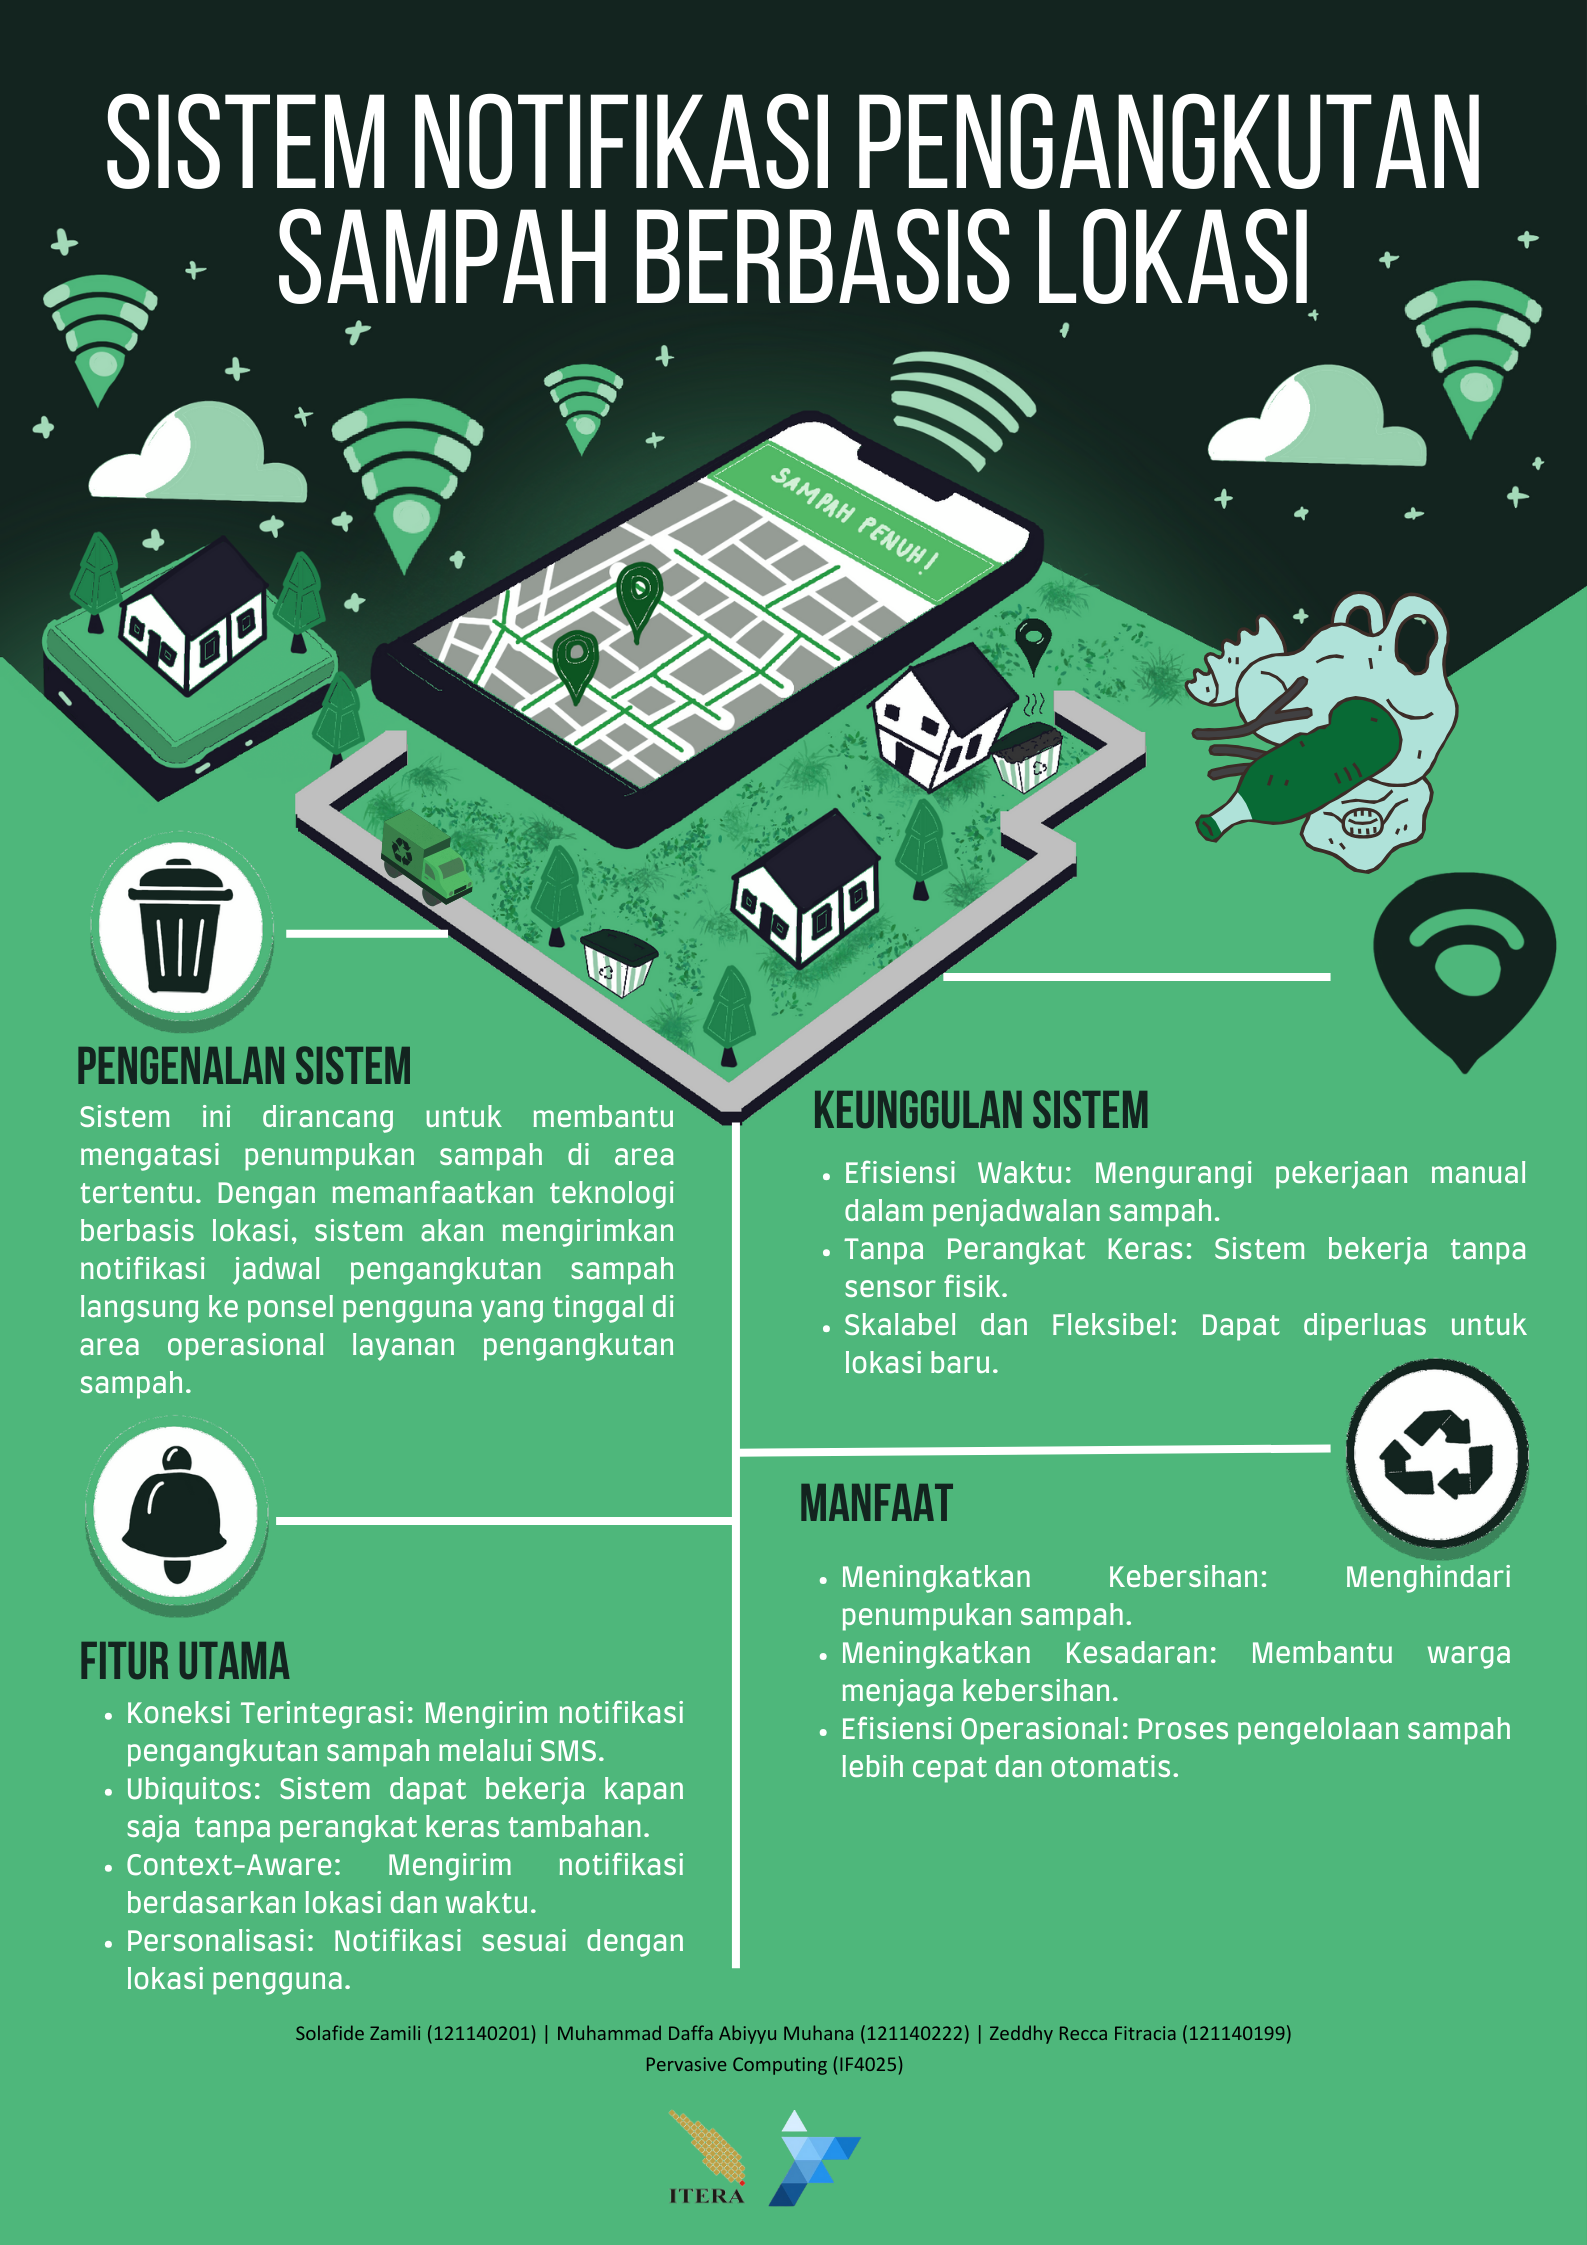 SISTEM NOTIFIKASI PENGANGKUTAN
SAMPAH BERBASIS LOKASI
SAMPAH PENUH!
PENGENALAN SISTEM
Sistem ini dirancang untuk membantu
mengatasi penumpukan sampah di area
tertentu. Dengan memanfaatkan teknologi
berbasis lokasi, sistem akan mengirimkan
notifikasi jadwal pengangkutan sampah
langsung ke ponsel pengguna yang tinggal di
area operasional layanan pengangkutan
sampah.
FITUR UTAMA
• Koneksi Terintegrasi: Mengirim notifikasi
pengangkutan sampah melalui SMS.
• Ubiquitos: Sistem dapat bekerja kapan
saja tanpa perangkat keras tambahan.
• Context-Aware: Mengirim notifikasi
berdasarkan lokasi dan waktu.
• Personalisasi: Notifikasi sesuai dengan
lokasi pengguna.
KEUNGGULAN SISTEM
• Efisiensi Waktu: Mengurangi pekerjaan manual
dalam penjadwalan sampah.
• Tanpa Perangkat Keras: Sistem bekerja tanpa
sensor fisik.
• Skalabel dan Fleksibel: Dapat diperluas untuk
lokasi baru.
MANFAAT
• Meningkatkan Kebersihan: Menghindari
penumpukan sampah.
• Meningkatkan Kesadaran: Membantu warga
menjaga kebersihan.
• Efisiensi Operasional: Proses pengelolaan sampah
lebih cepat dan otomatis.
Solafide Zamili (121140201) | Muhammad Daffa Abiyyu Muhana (121140222) | Zeddhy Recca Fitracia (121140199)
Pervasive Computing (IF4025)
ITERA